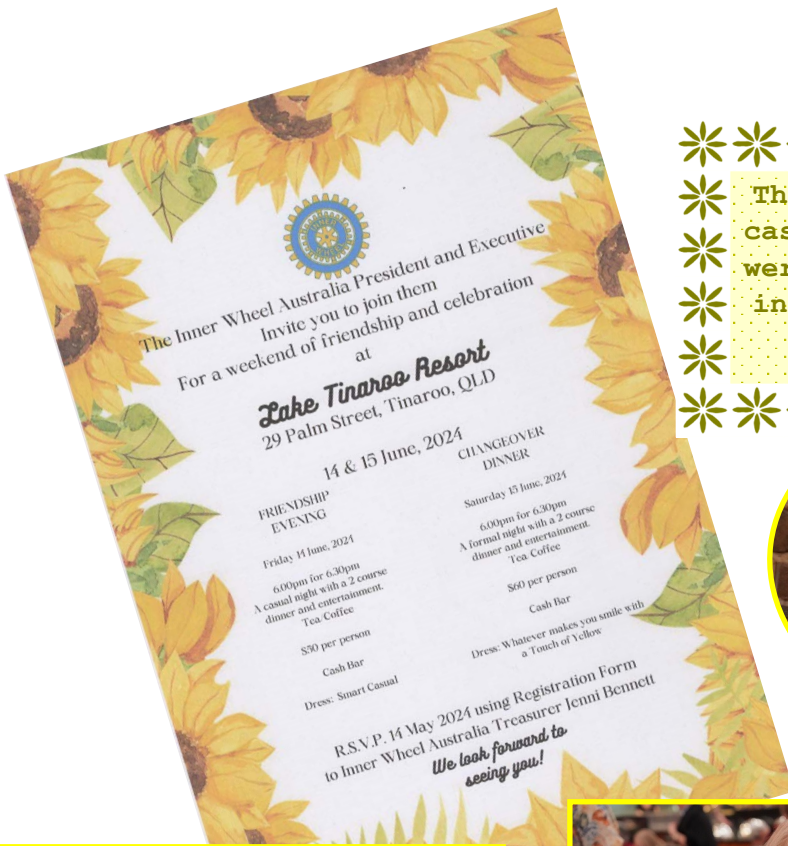 INNER
WHEEL
The Inner Wheel Australia President and Executive
Invite you to join them
For a weekend of friendship and celebration
at
Lake Tinaroo Resort
29 Palm Street, Tinaroo, QLD
14 & 15 June, 2024
FRIENDSHIP
EVENING
Friday 14 June, 2024
6.00pm for 6.30pm
A casual night with a 2 course
dinner and entertainment.
Tea/Coffee
$50 per person
Cash Bar
Dress: Smart Casual
CHANGEOVER
DINNER
Saturday 15 June, 2024
6.00pm for 6.30pm
A formal night with a 2 course
dinner and entertainment.
Tea/Coffee
$60 per person
Cash Bar
Dress: Whatever makes you smile with
a Touch of Yellow
R.S.V.P. 14 May 2024 using Registration Form
to Inner Wheel Australia Treasurer Jenni Bennett
We look forward to
seeing you!